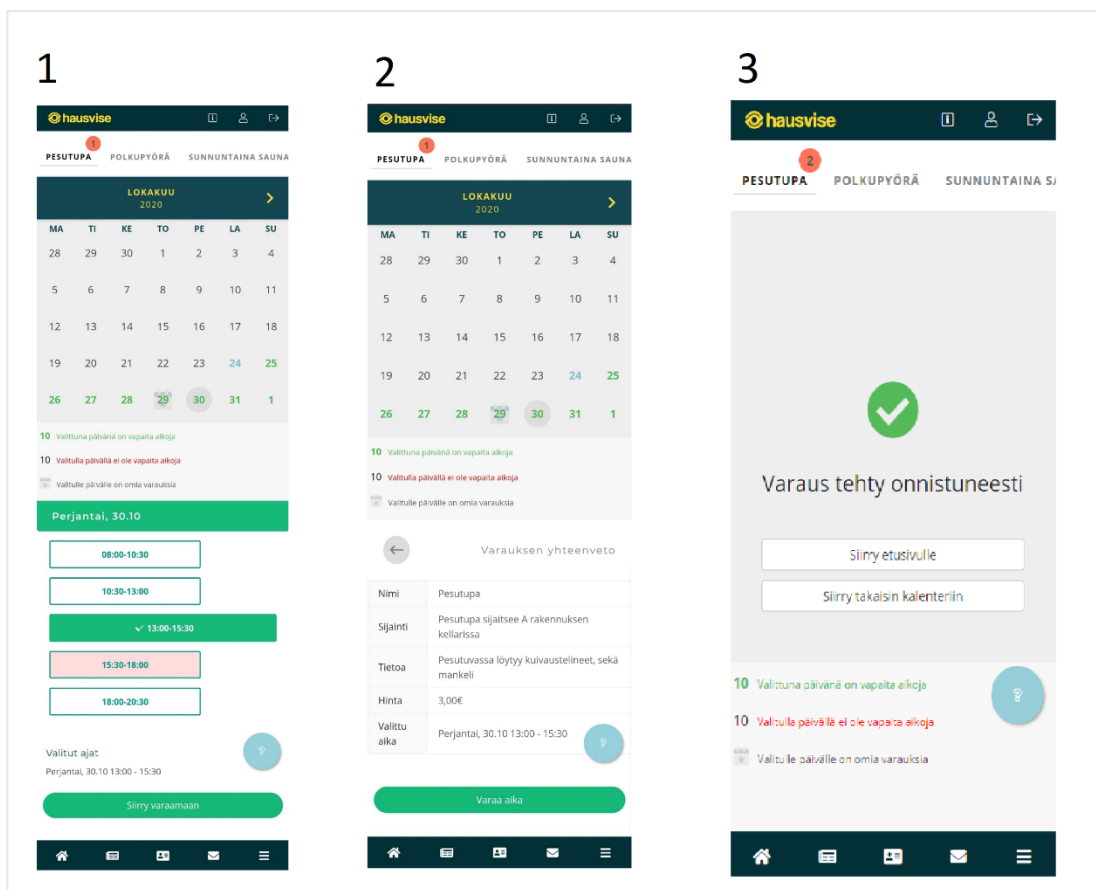 1
hausvise
1
PESUTUPA POLKUPYÖRÄ SUNNUNTAINA SAUNA
LOKAKUU
2020
MA TI KE TO PE LA SU
28 29 30 1 2 3 4
5 6 7 8 9 10 11
12 13 14 15 16 17 18
19 20 21 22 23 24 25
26 27 28 29 30 31 1
10 Valittuna päivänä on vapaita aikoja
10 Valitulla päivällä ei ole vapaita aikoja
Valitulle päivälle on omia varauksia
Perjantai, 30.10
08:00-10:30
10:30-13:00
13:00-15:30
15:30-18:00
18:00-20:30
Valitut ajat
Perjantai, 30.10 13:00 - 15:30
Siirry varaamaan
2
hausvise
1
PESUTUPA POLKUPYÖRÄ SUNNUNTAINA SAUNA
LOKAKUU
2020
MA TI KE TO PE LA SU
28 29 30 1 2 3 4
5 6 7 8 9 10 11
12 13 14 15 16 17 18
19 20 21 22 23 24 25
26 27 28 29 30 31 1
10 Valittuna päivänä on vapaita aikoja
10 Valitulla päivällä ei ole vapaita aikoja
Valitulle päivälle on omia varauksia
Varauksen yhteenveto
Nimi Pesutupa
Sijainti Pesutupa sijaitsee A rakennuksen
kellarissa
Tietoa Pesutuvassa löytyy kuivaustelineet, sekä
mankeli
Hinta 3,00€
Valittu
aika Perjantai, 30.10 13:00 - 15:30
Varaa aika
3
hausvise
2
PESUTUPA POLKUPYÖRÄ SUNNUNTAINA SA
Varaus tehty onnistuneesti
Siirry etusivulle
Siirry takaisin kalenteriin
10 Valittuna päivänä on vapaita aikoja
10 Valitulla päivällä ei ole vapaita aikoja
Valitulle päivälle on omia varauksia